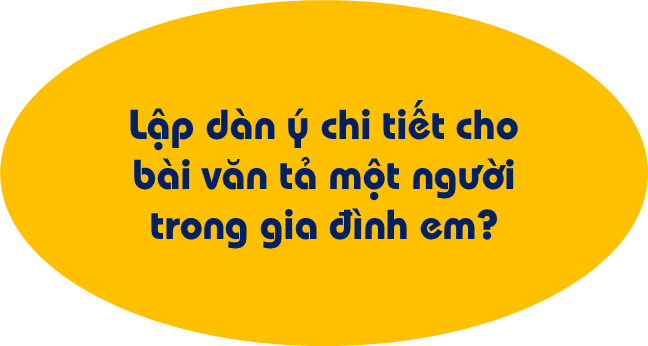 Lập dàn ý chi tiết cho
bài văn tả một người
trong gia đình em?